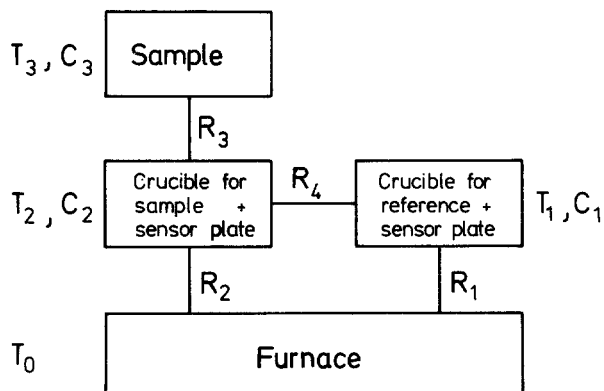 T₃, C₃
Sample
R₃
T₂, C₂
Crucible for
sample +
sensor plate
R₄
Crucible for
reference +
sensor plate
T₁, C₁
R₂
R₁
T₀
Furnace